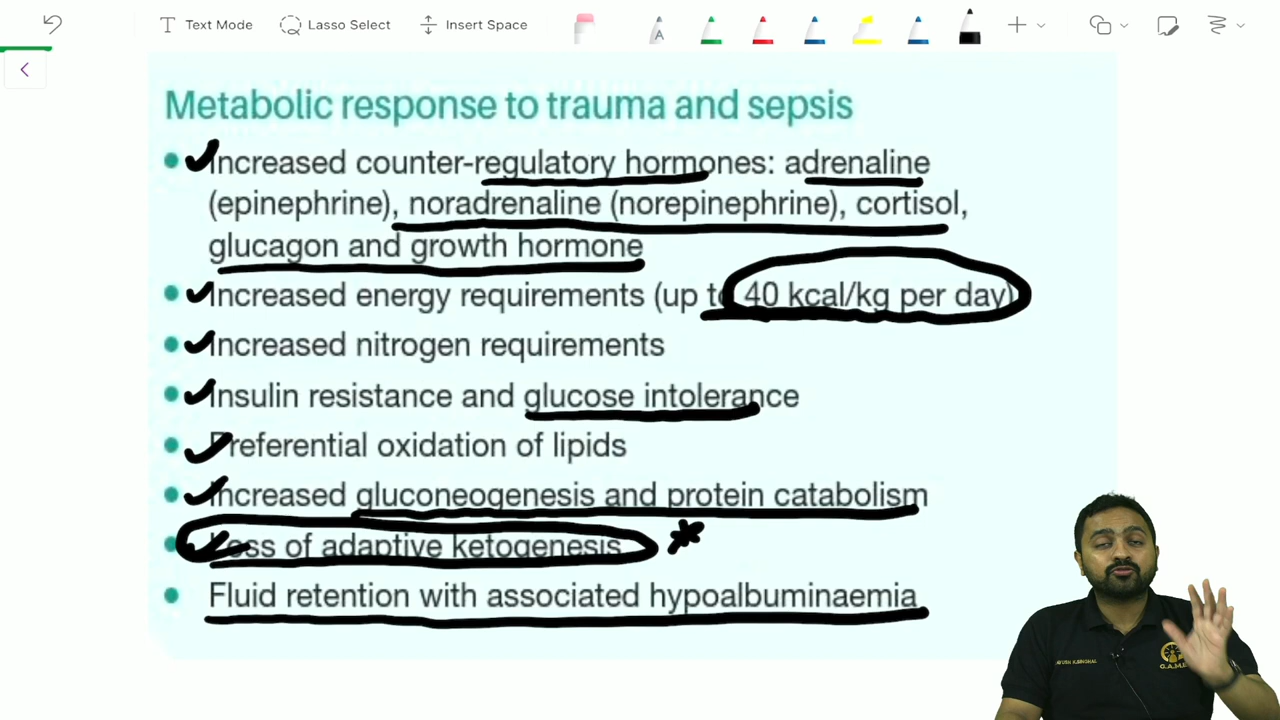 Text Mode
Lasso Select
Insert Space
A
Metabolic response to trauma and sepsis
Increased counter-regulatory hormones: adrenaline
(epinephrine), noradrenaline (norepinephrine), cortisol,
glucagon and growth hormone
Increased energy requirements (up to 40 kcal/kg per day)
Increased nitrogen requirements
Insulin resistance and glucose intolerance
Preferential oxidation of lipids
Increased gluconeogenesis and protein catabolism
Loss of adaptive ketogenesis *
Fluid retention with associated hypoalbuminaemia
AYUSH K.SINGHAL